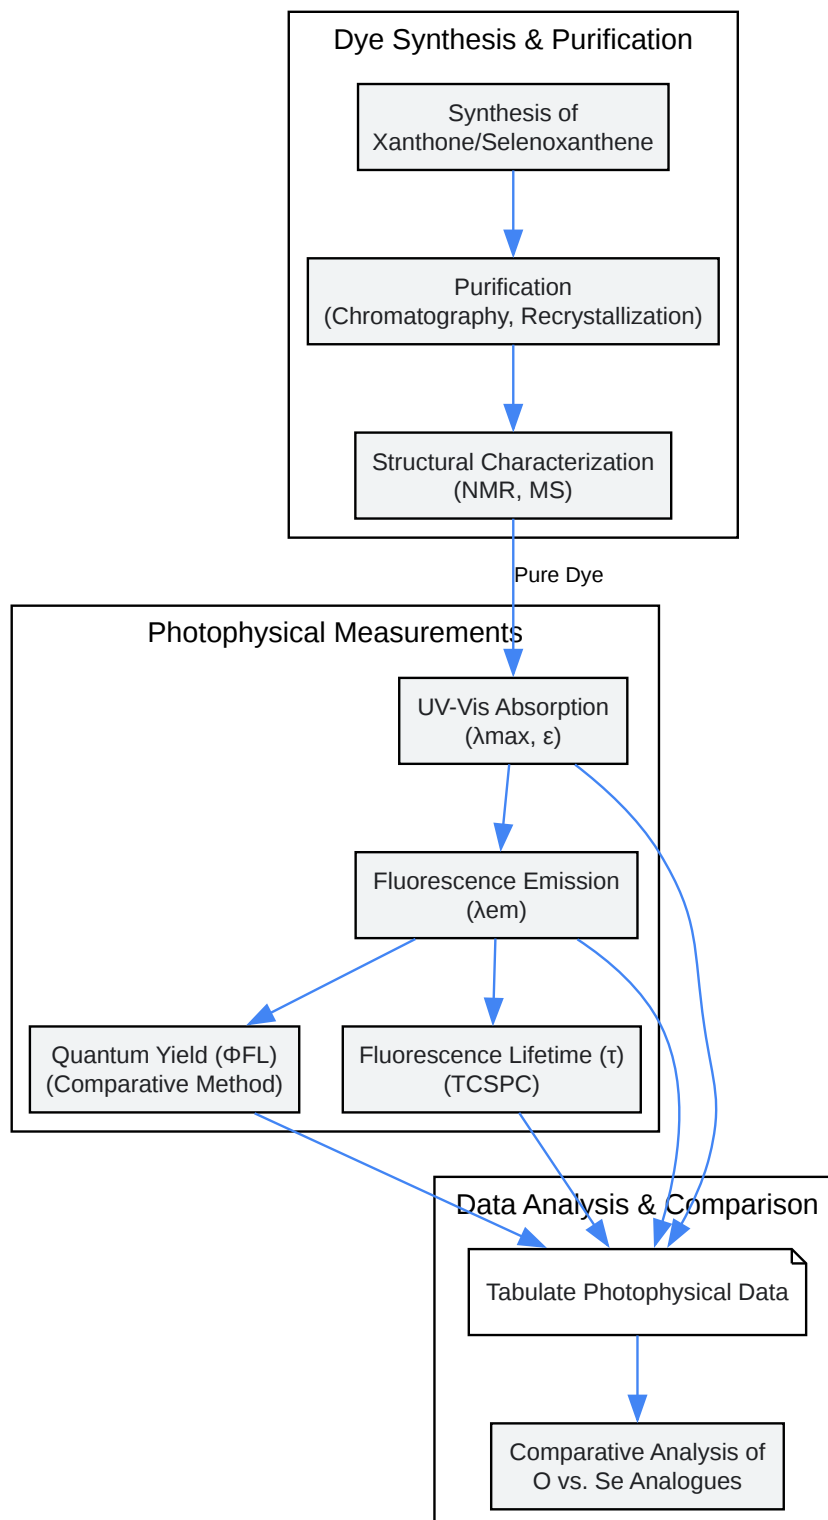 Dye Synthesis & Purification
Synthesis of
Xanthone/Selenoxanthene
Purification
(Chromatography, Recrystallization)
Structural Characterization
(NMR, MS)
Pure Dye
Photophysical Measurements
UV-Vis Absorption
(λmax, ε)
Fluorescence Emission
(λem)
Quantum Yield (ΦFL)
(Comparative Method)
Fluorescence Lifetime (τ)
(TCSPC)
Data Analysis & Comparison
Tabulate Photophysical Data
Comparative Analysis of
O vs. Se Analogues